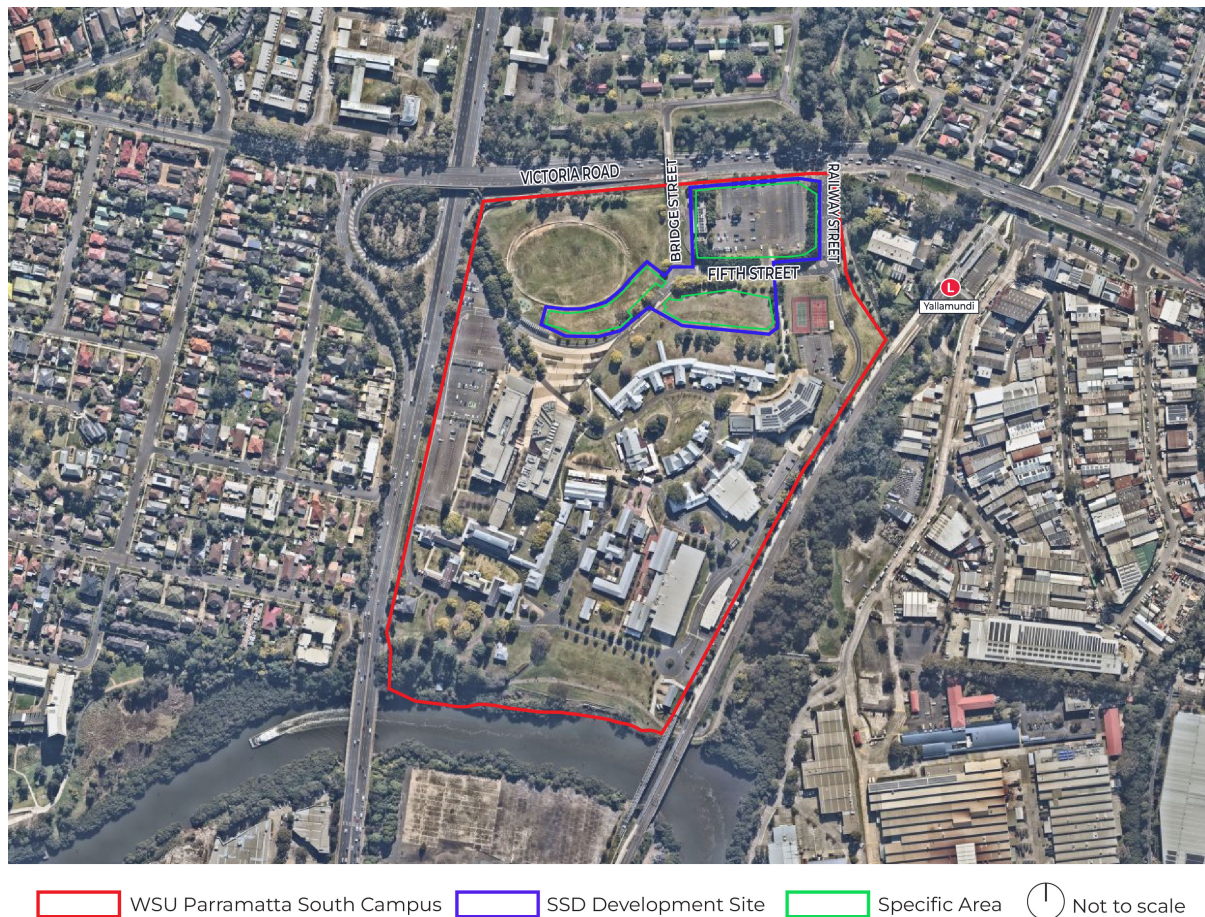 VICTORIA ROAD
BRIDGE STREET
RAILWAY STREET
FIFTH STREET
L
Yallamundi
WSU Parramatta South Campus
SSD Development Site
Specific Area
Not to scale